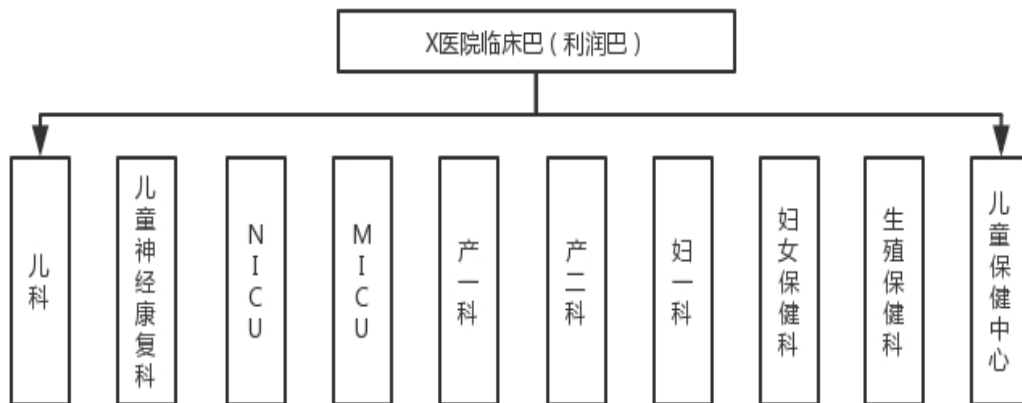 X医院临床巴（利润巴）
儿科
儿童神经康复科
NICU
MICU
产一科
产二科
妇一科
妇女保健科
生殖保健科
儿童保健中心